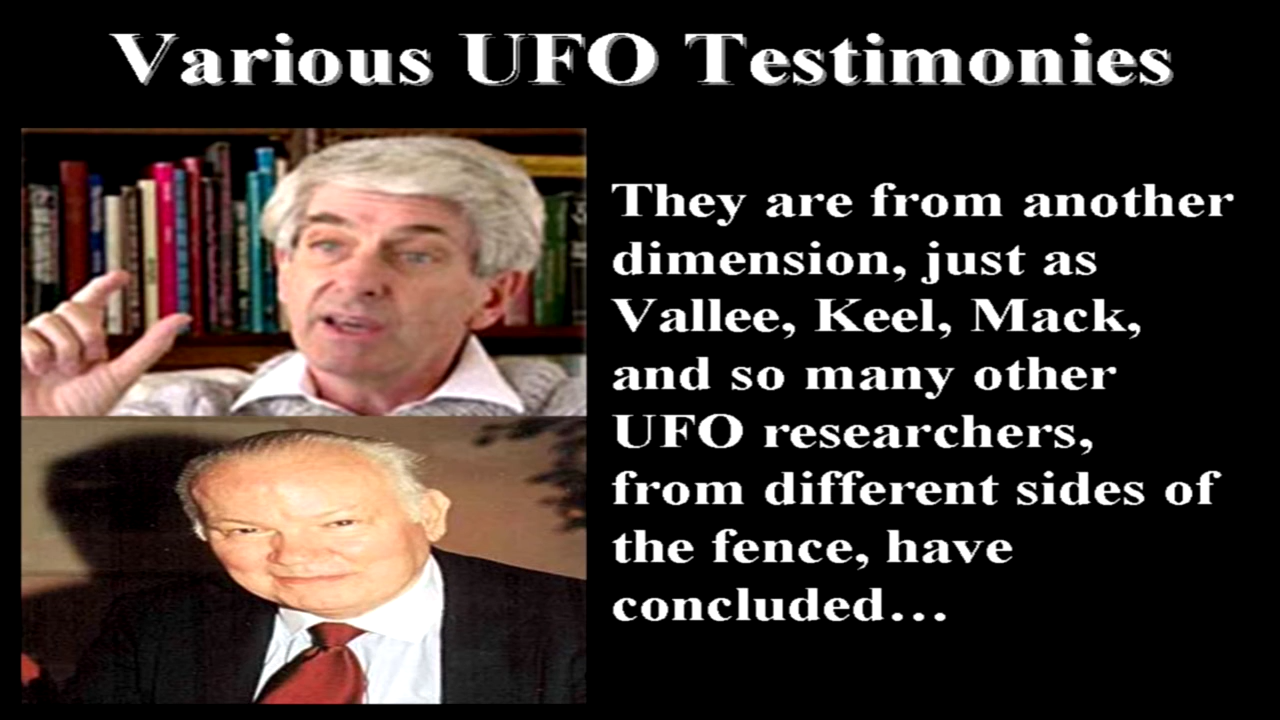 Various UFO Testimonies
They are from another
dimension, just as
Vallee, Keel, Mack,
and so many other
UFO researchers,
from different sides of
the fence, have
concluded...